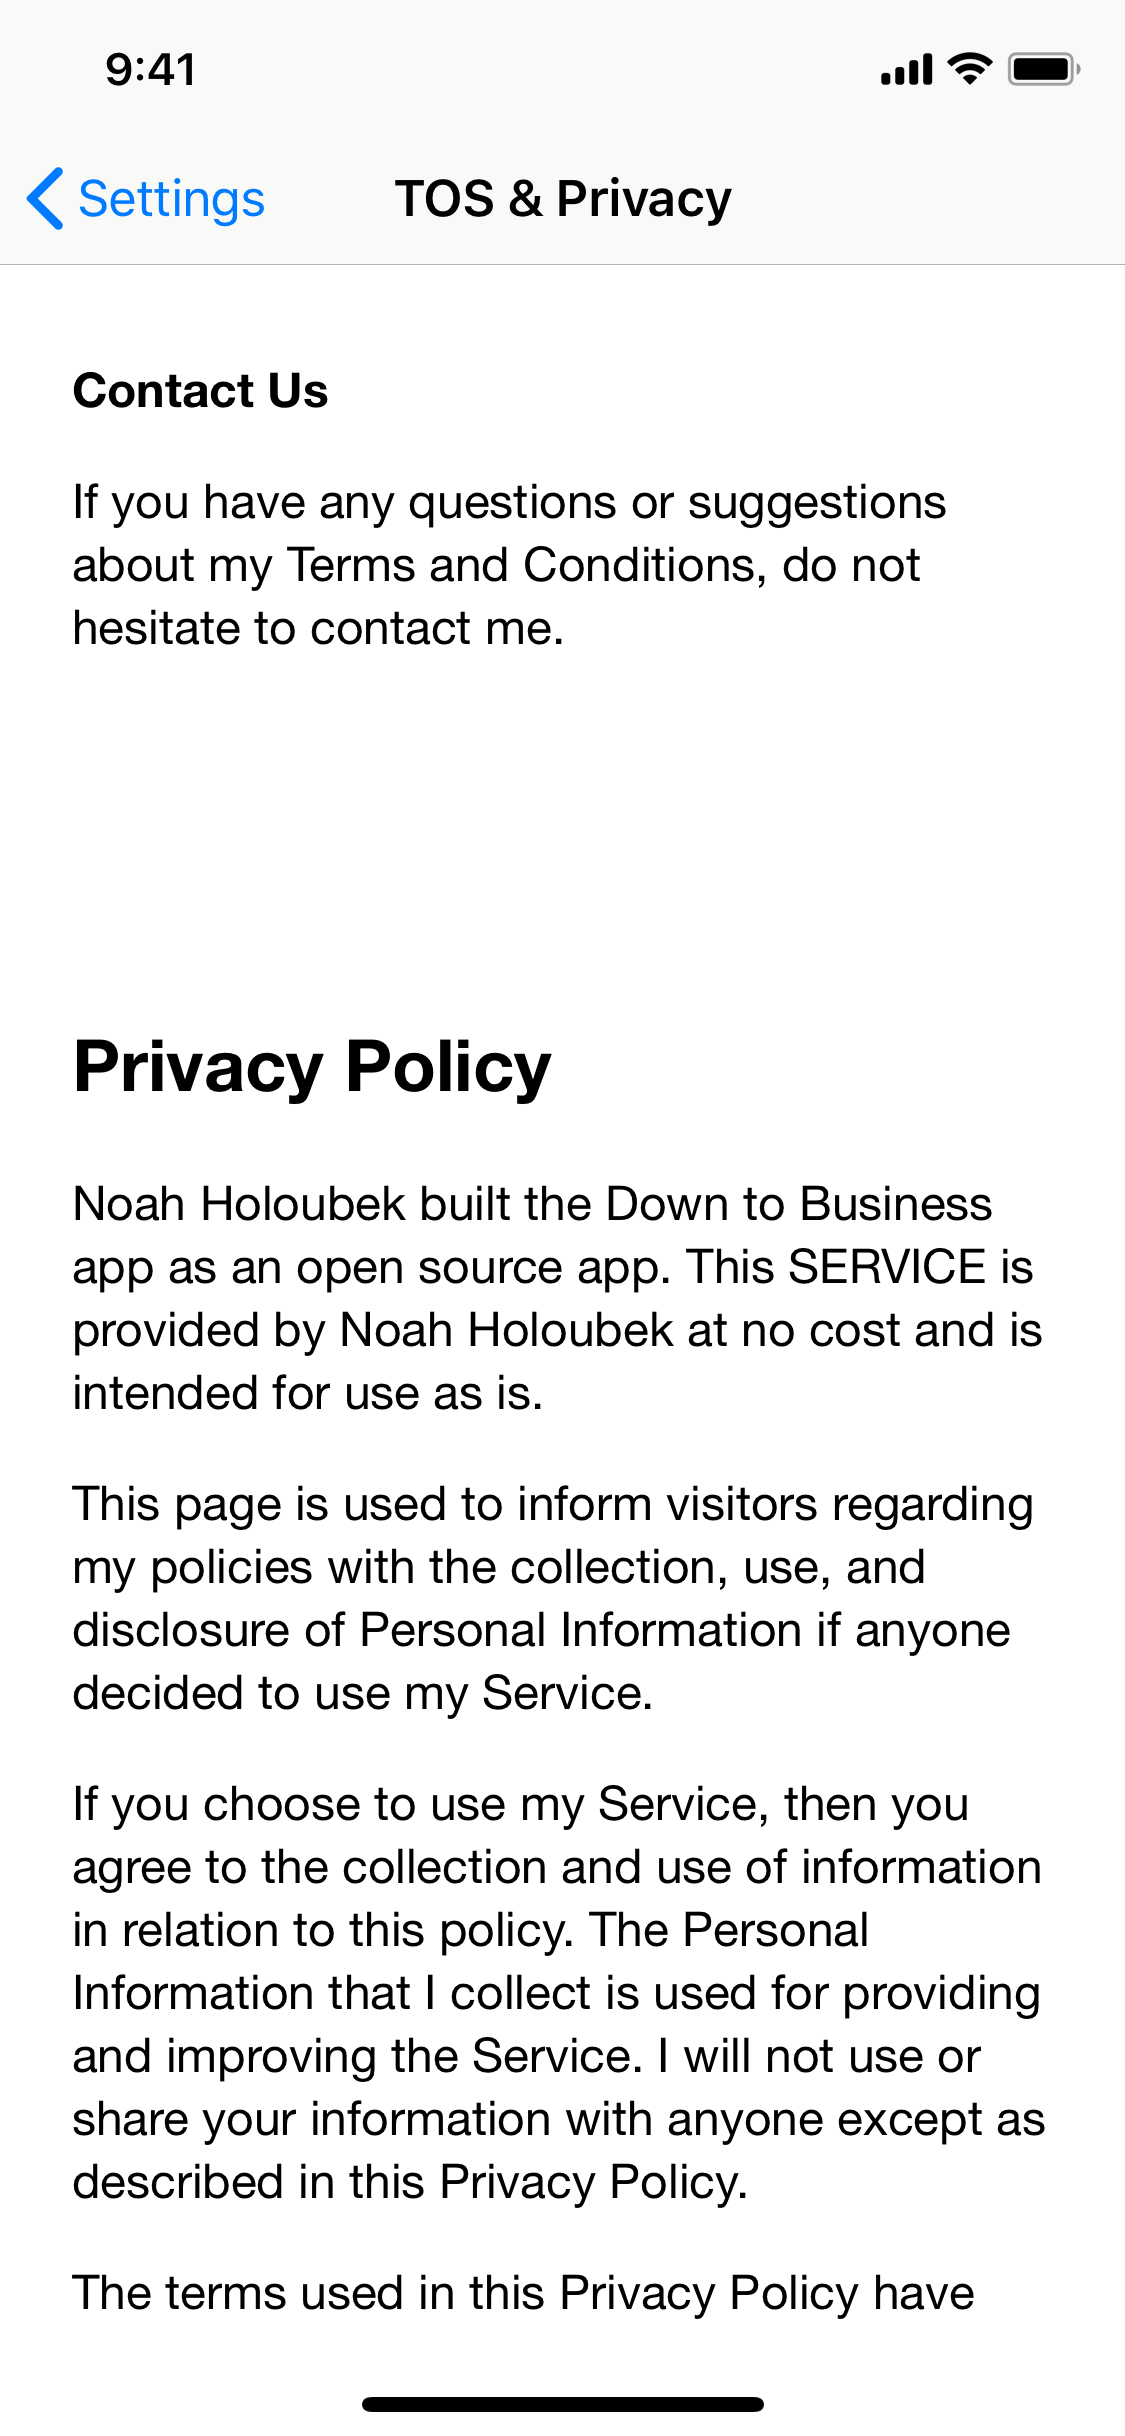 9:41
Settings
TOS & Privacy
Contact Us
If you have any questions or suggestions
about my Terms and Conditions, do not
hesitate to contact me.
Privacy Policy
Noah Holoubek built the Down to Business
app as an open source app. This SERVICE is
provided by Noah Holoubek at no cost and is
intended for use as is.
This page is used to inform visitors regarding
my policies with the collection, use, and
disclosure of Personal Information if anyone
decided to use my Service.
If you choose to use my Service, then you
agree to the collection and use of information
in relation to this policy. The Personal
Information that I collect is used for providing
and improving the Service. I will not use or
share your information with anyone except as
described in this Privacy Policy.
The terms used in this Privacy Policy have